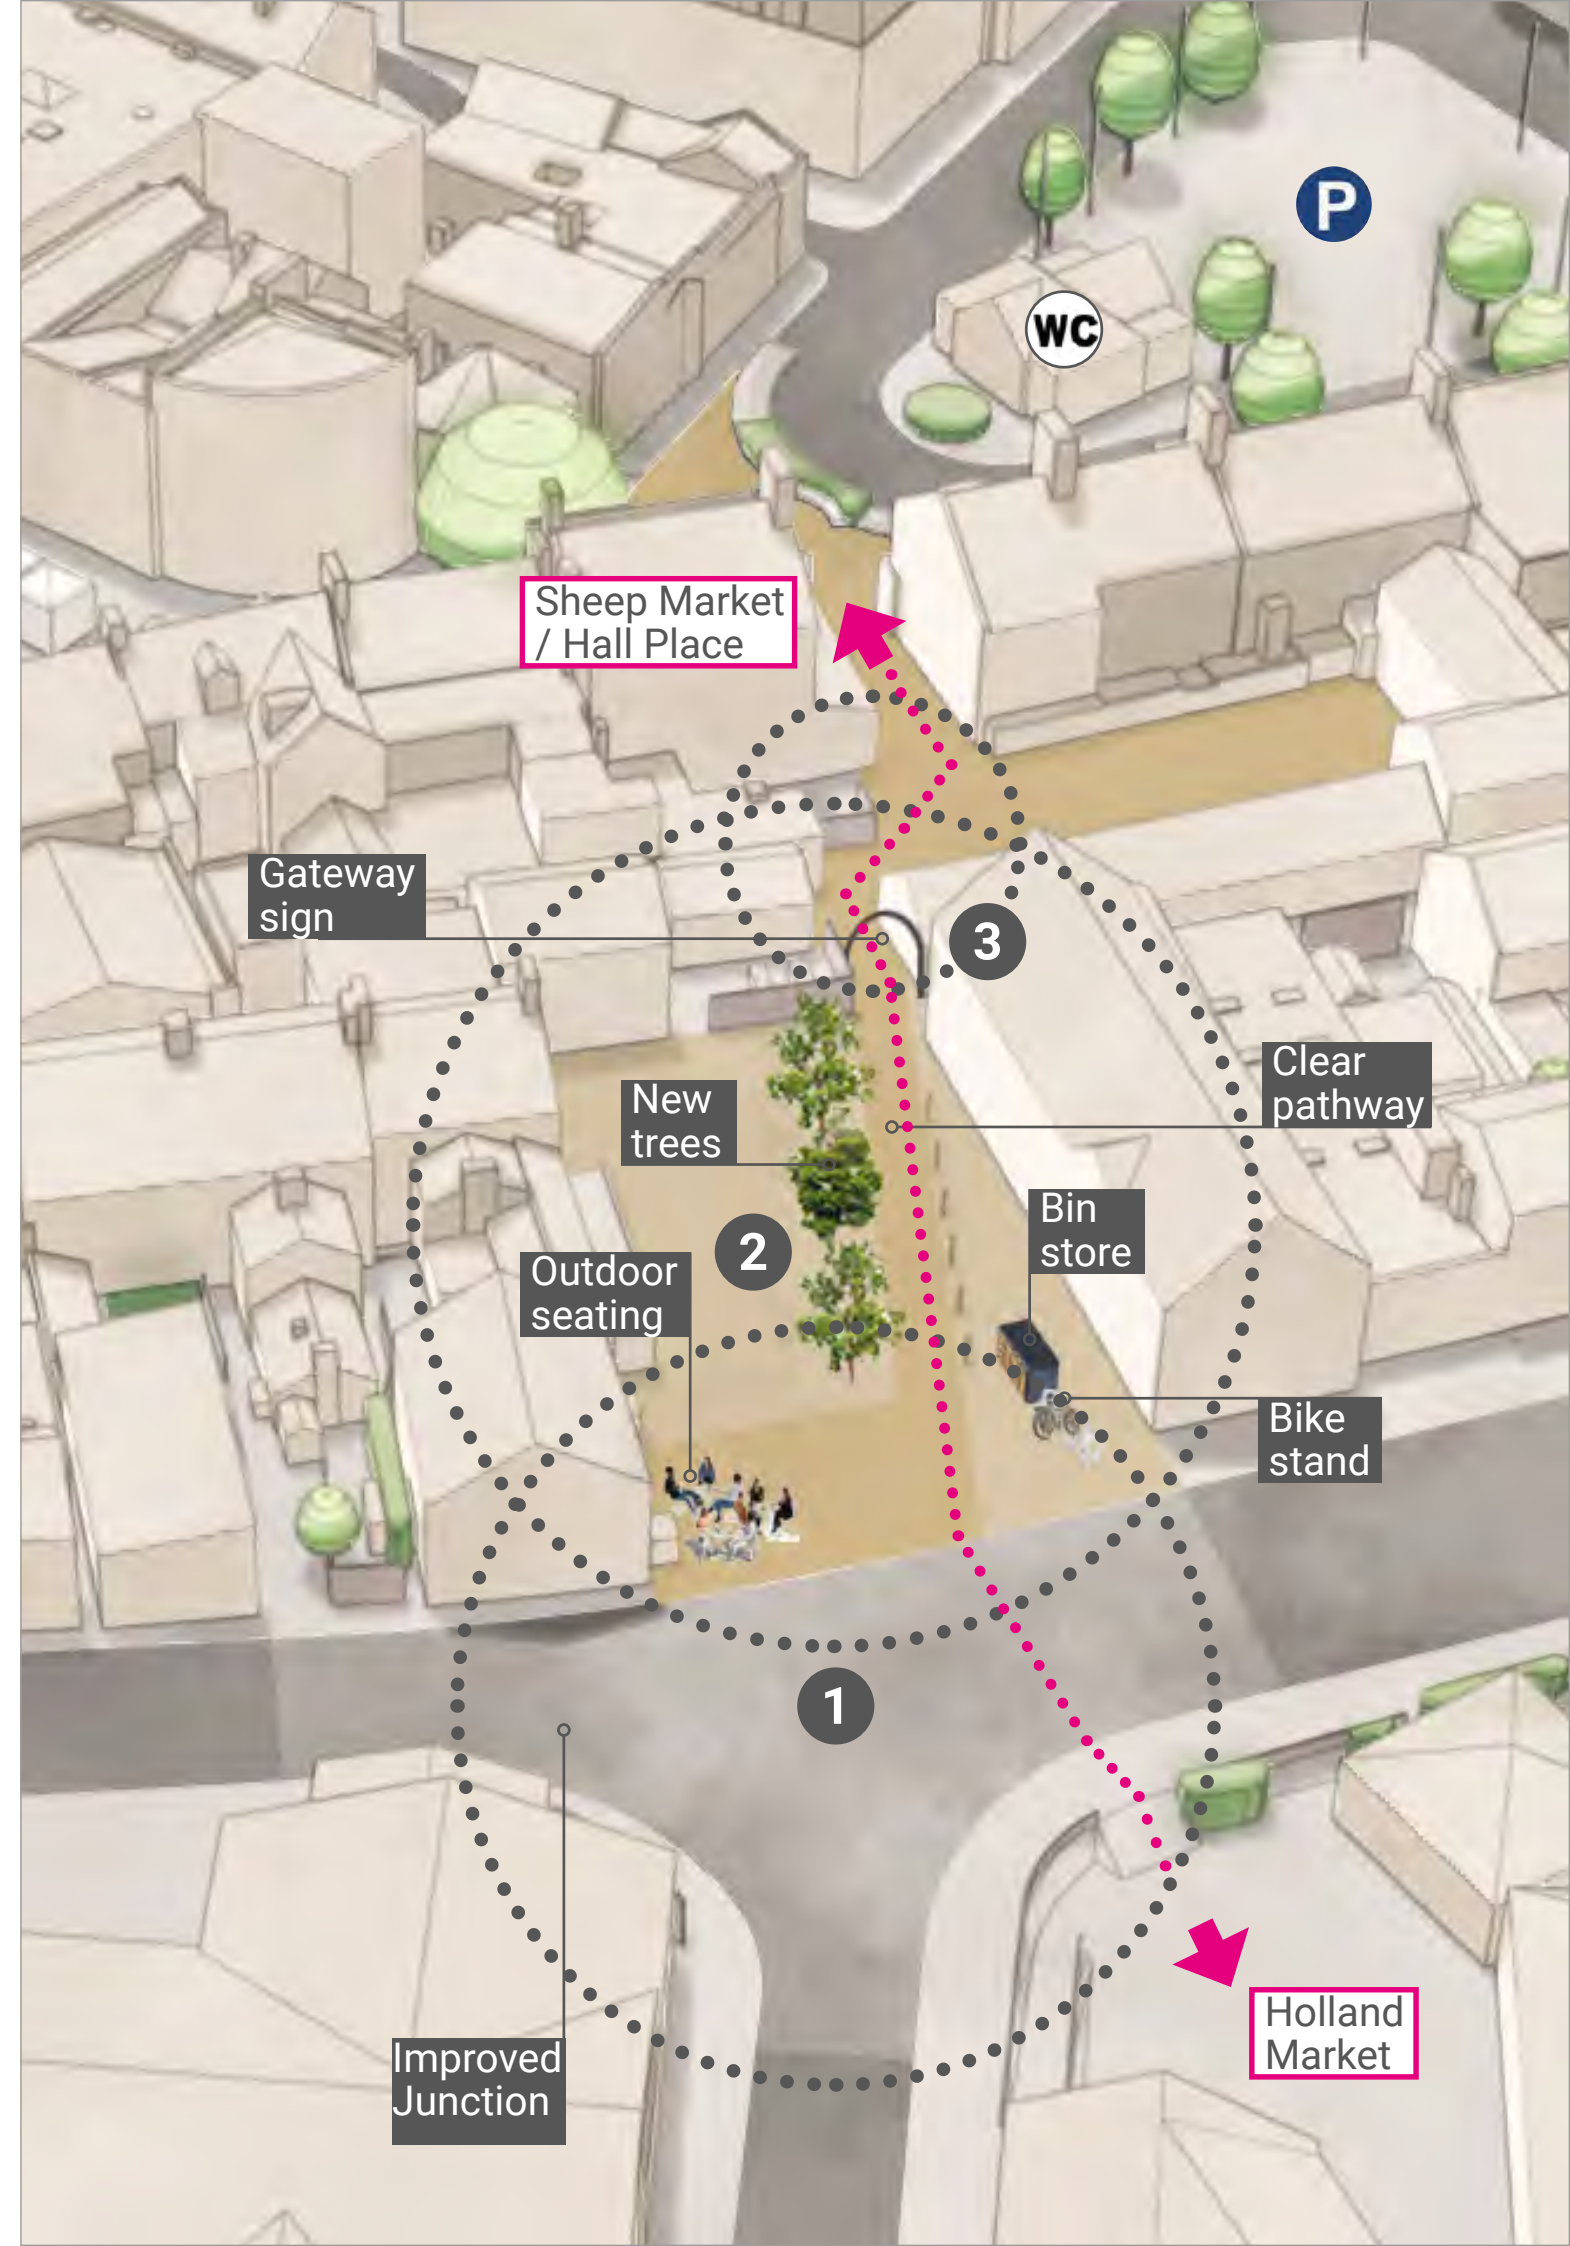 P
WC
Sheep Market
/ Hall Place
Gateway
sign
3
Clear
pathway
New
trees
Bin
store
2
Outdoor
seating
Bike
stand
1
Holland
Market
Improved
Junction